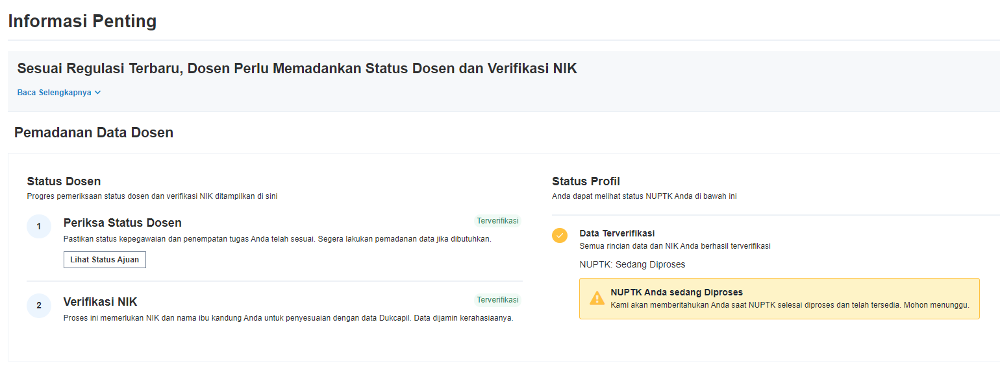 Informasi Penting
Sesuai Regulasi Terbaru, Dosen Perlu Memadankan Status Dosen dan Verifikasi NIK
Baca Selengkapnya
Pemadanan Data Dosen
Status Dosen
Progres pemeriksaan status dosen dan verifikasi NIK ditampilkan di sini
1
Periksa Status Dosen
Terverifikasi
Pastikan status kepegawaian dan penempatan tugas Anda telah sesuai. Segera lakukan pemadanan data jika dibutuhkan.
Lihat Status Ajuan
2
Verifikasi NIK
Terverifikasi
Proses ini memerlukan NIK dan nama ibu kandung Anda untuk penyesuaian dengan data Dukcapil. Data dijamin kerahasiaanya.
Status Profil
Anda dapat melihat status NUPTK Anda di bawah ini
Data Terverifikasi
Semua rincian data dan NIK Anda berhasil terverifikasi
NUPTK: Sedang Diproses
NUPTK Anda sedang Diproses
Kami akan memberitahukan Anda saat NUPTK selesai diproses dan telah tersedia. Mohon menunggu.